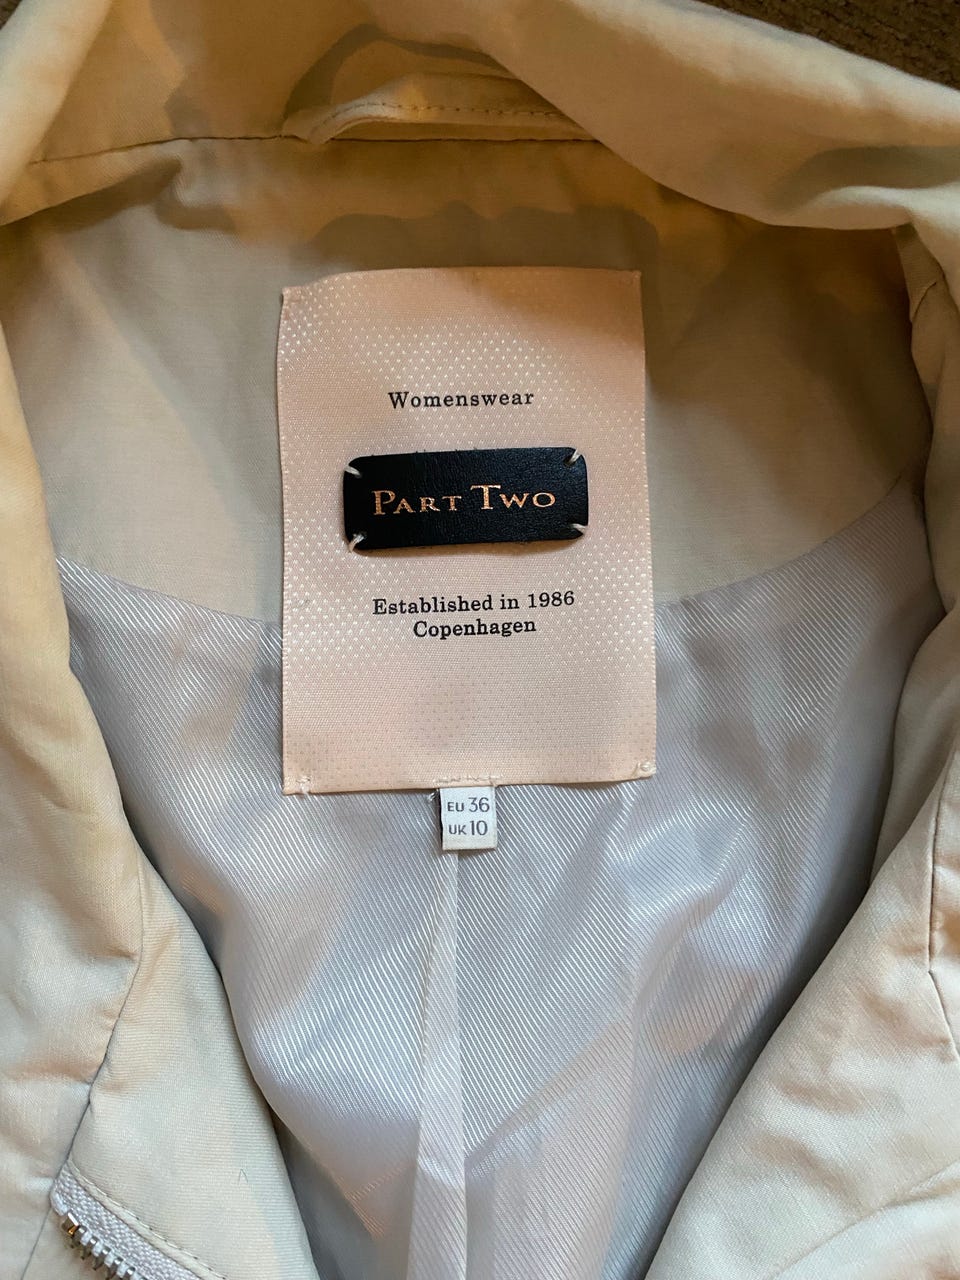 Womenswear
Part Two
Established in 1986
Copenhagen
EU 36
UK 10